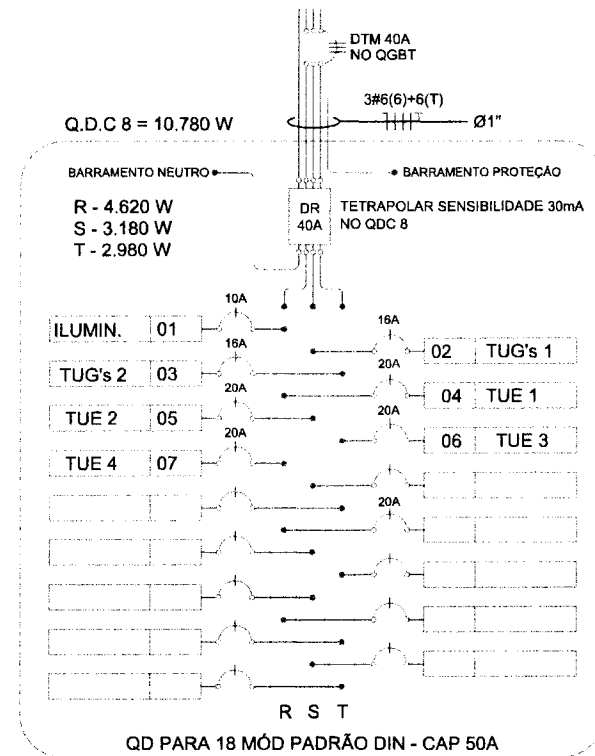 DTM 40A
NO QGBT
3#6(6)+6(T)
Q.D.C 8 = 10.780 W
Ø1"
BARRAMENTO NEUTRO
BARRAMENTO PROTEÇÃO
R - 4.620 W
S - 3.180 W
T - 2.980 W
DR
40A
TETRAPOLAR SENSIBILIDADE 30mA
NO QDC 8
10A
ILUMIN. 01
16A
02 TUG's 1
16A
TUG's 2 03
20A
04 TUE 1
20A
TUE 2 05
20A
06 TUE 3
20A
TUE 4 07
20A
R S T
QD PARA 18 MÓD PADRÃO DIN - CAP 50A